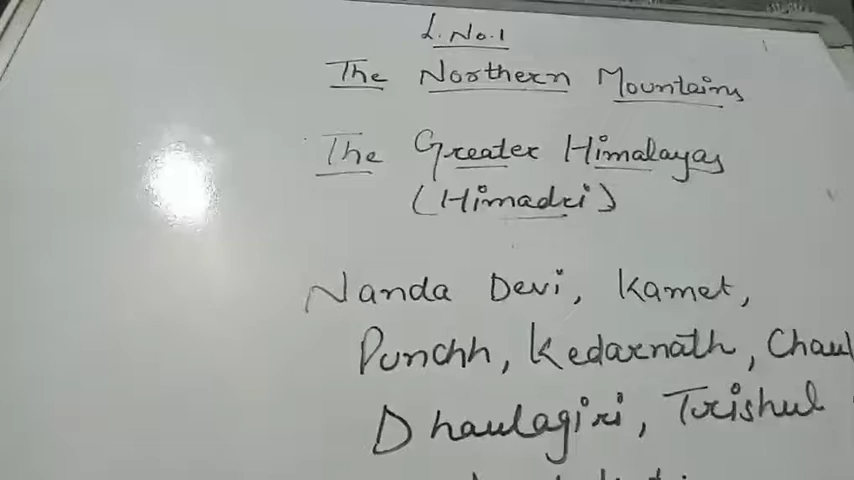 L.No.1
The Northern Mountains
The Greater Himalayas
(Himadri)
Nanda Devi, Kamet,
Punchh, Kedarnath,
Dhaulagiri, Trishul